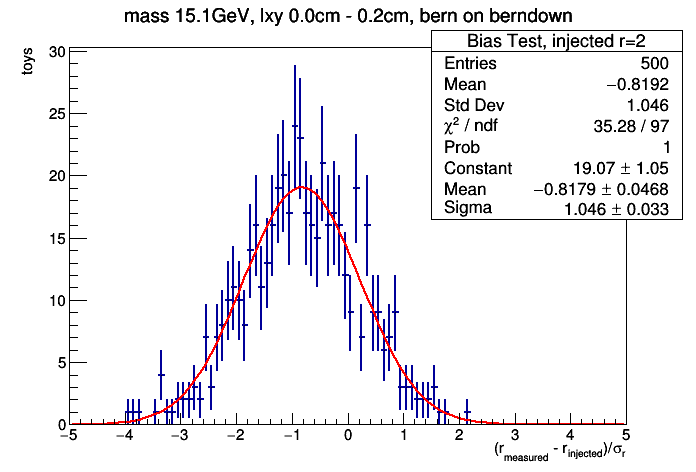 mass 15.1GeV, lxy 0.0cm - 0.2cm, bern on berndown
Bias Test, injected r=2
Entries 500
Mean −0.8192
Std Dev 1.046
χ² / ndf 35.28 / 97
Prob 1
Constant 19.07 ± 1.05
Mean −0.8179 ± 0.0468
Sigma 1.046 ± 0.033
toys
30
25
20
15
10
5
0
−5 −4 −3 −2 −1 0 1 2 3 4 5
(r_measured - r_injected)/σ_r